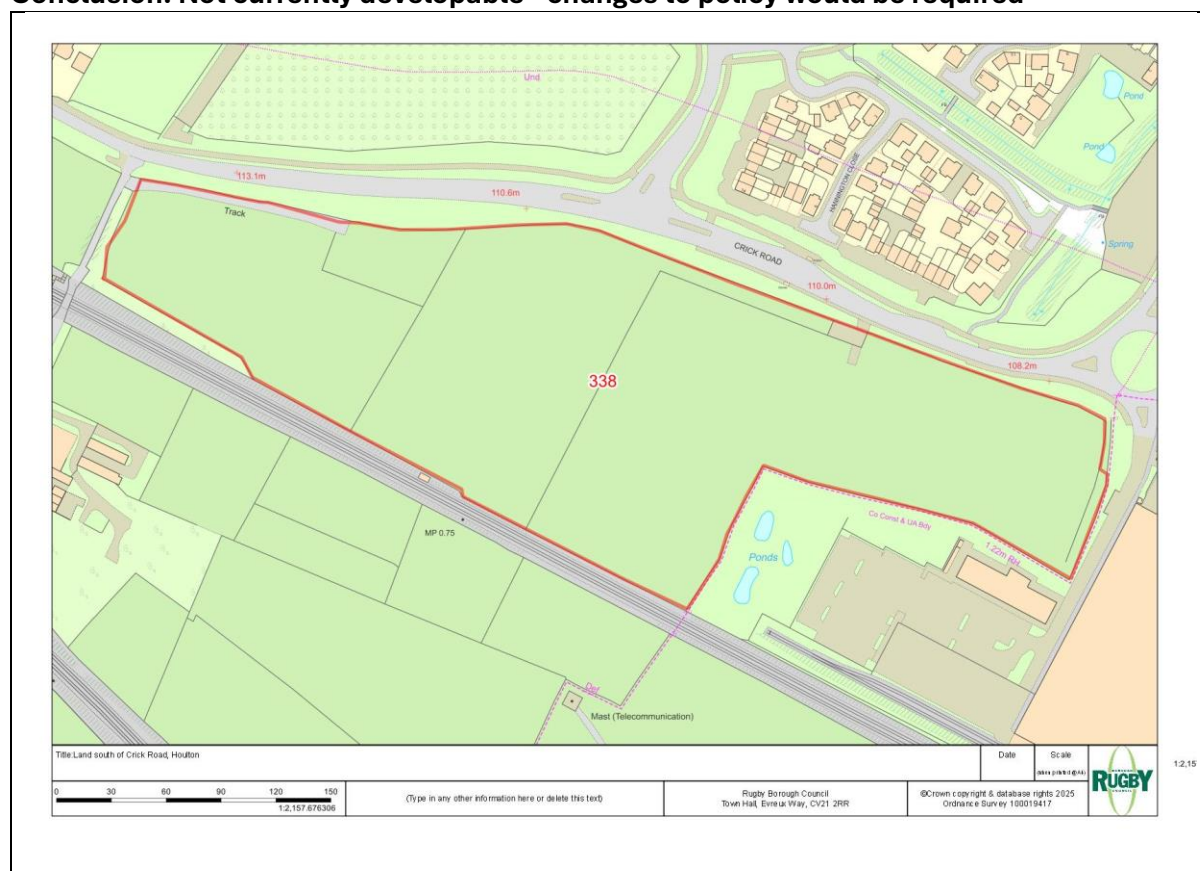 Conclusion: Not currently developable - changes to policy would be required
Und
Pond
Pond
113.1m
110.6m
HANNINGTON CLOSE
Track
CRICK ROAD
Spring
110.0m
108.2m
338
MP 0.75
Ponds
Co Const & UA Bdy
1.22m RH
Def
Mast (Telecommunication)
Title:Land south of Crick Road, Houlton
Date
Scale
1:2,15
RUGBY
0 30 60 90 120 150
1:2,157.676306
(Type in any other information here or delete this text)
Rugby Borough Council
Town Hall, Evreux Way, CV21 2RR
©Crown copyright & database rights 2025
Ordnance Survey 100019417